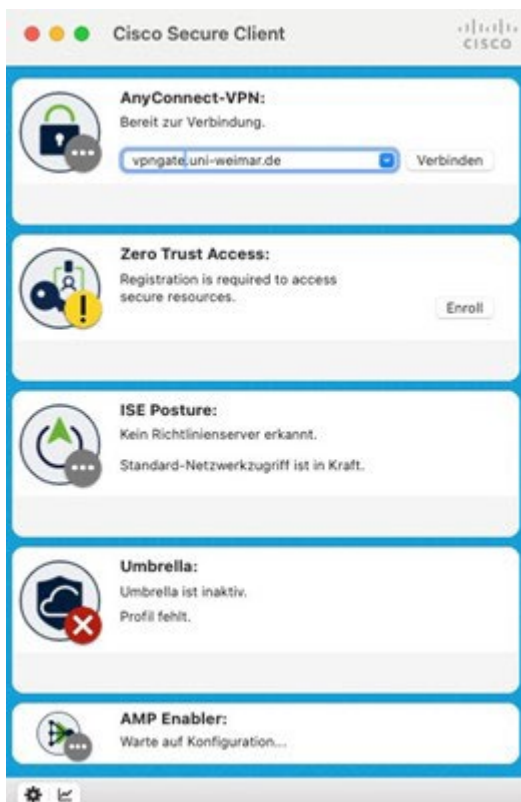 Cisco Secure Client
CISCO
AnyConnect-VPN:
Bereit zur Verbindung.
vpngate.uni-weimar.de
Verbinden
Zero Trust Access:
Registration is required to access
secure resources.
Enroll
ISE Posture:
Kein Richtlinienserver erkannt.
Standard-Netzwerkzugriff ist in Kraft.
Umbrella:
Umbrella ist inaktiv.
Profil fehlt.
AMP Enabler:
Warte auf Konfiguration...